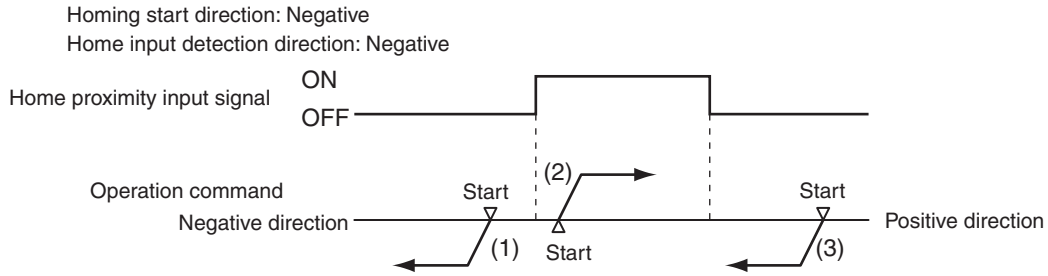 Homing start direction: Negative
Home input detection direction: Negative
ON
Home proximity input signal
OFF
(2)
Operation command
Start
Start
Negative direction
Positive direction
(1)
Start
(3)